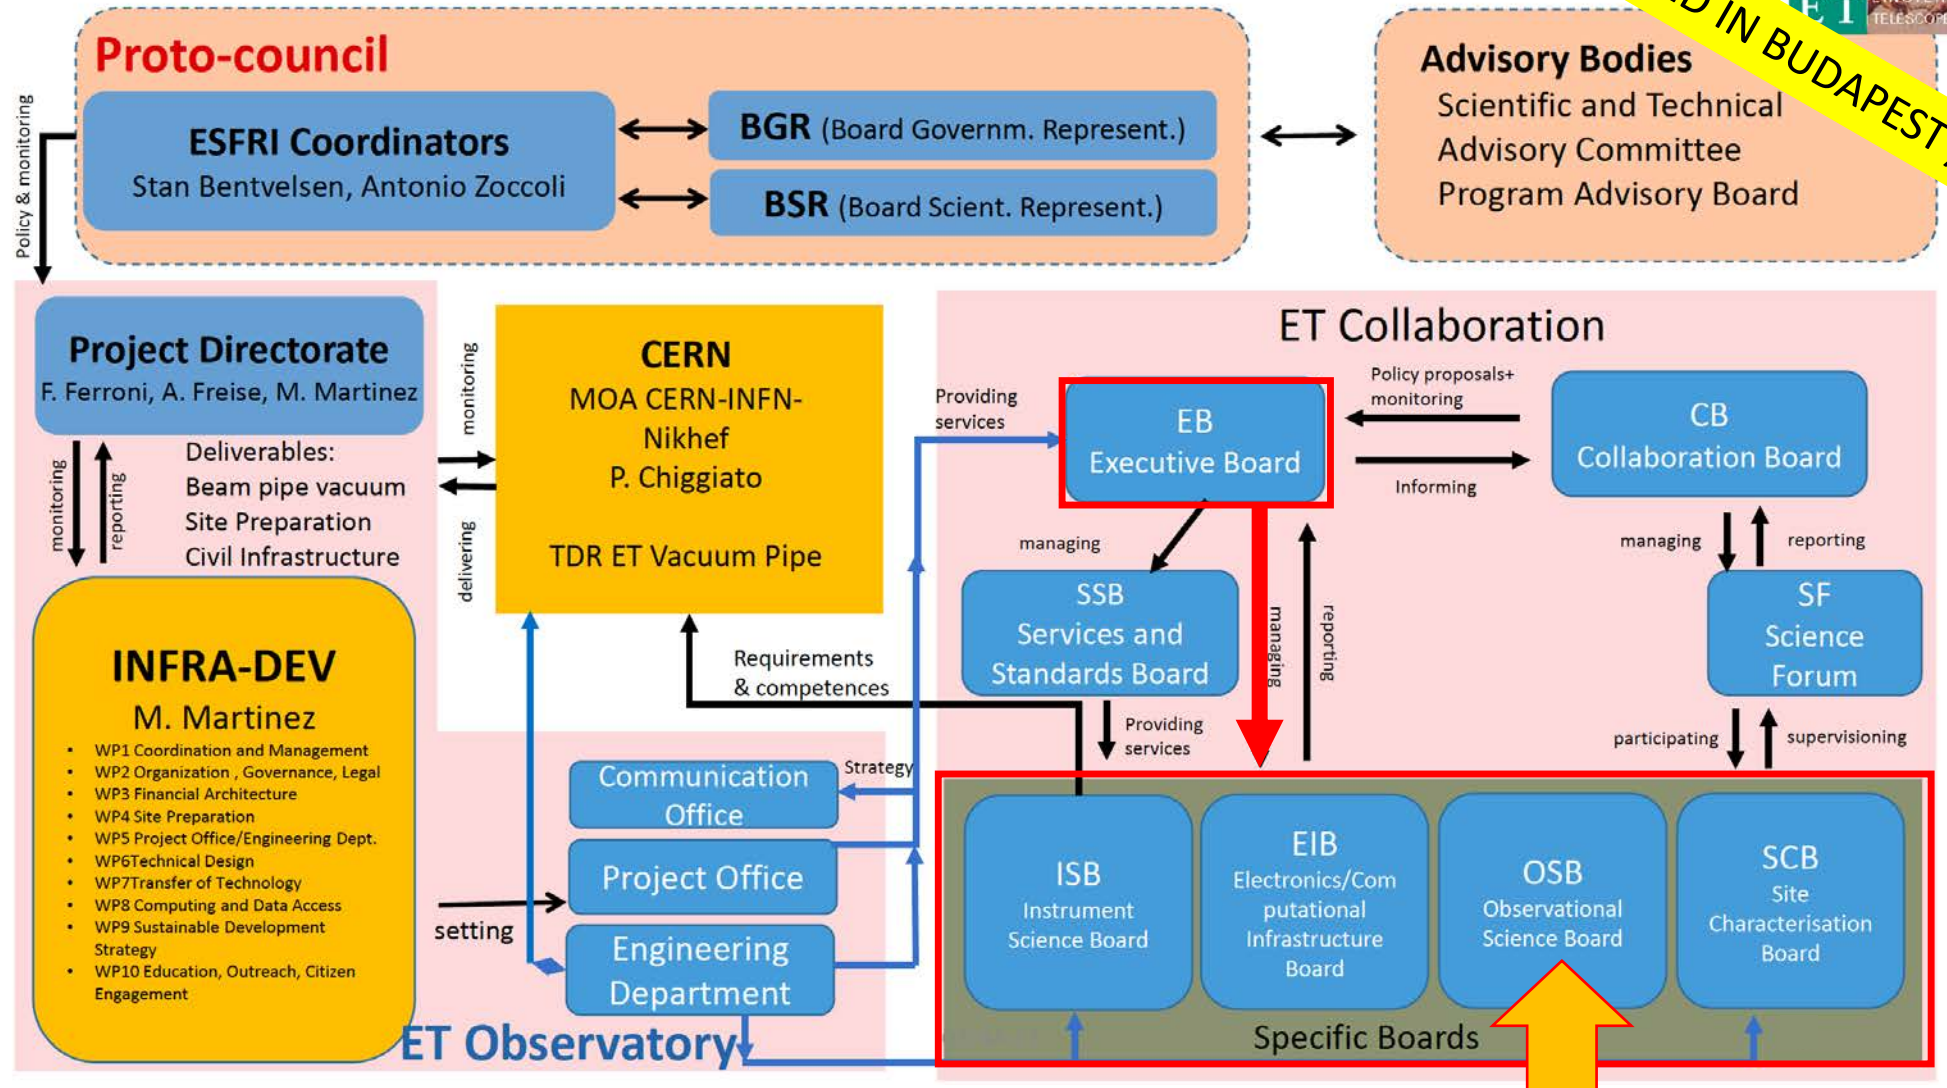 Proto-council
ESFRI Coordinators
Stan Bentvelsen, Antonio Zoccoli
BGR (Board Governm. Represent.)
BSR (Board Scient. Represent.)
Advisory Bodies
Scientific and Technical
Advisory Committee
Program Advisory Board
IN BUDAPEST
ET
TELESCOPE
Policy & monitoring
Project Directorate
F. Ferroni, A. Freise, M. Martinez
monitoring
reporting
Deliverables:
Beam pipe vacuum
Site Preparation
Civil Infrastructure
monitoring
delivering
CERN
MOA CERN-INFN-
Nikhef
P. Chiggiato
TDR ET Vacuum Pipe
INFRA-DEV
M. Martinez
• WP1 Coordination and Management
• WP2 Organization , Governance, Legal
• WP3 Financial Architecture
• WP4 Site Preparation
• WP5 Project Office/Engineering Dept.
• WP6Technical Design
• WP7Transfer of Technology
• WP8 Computing and Data Access
• WP9 Sustainable Development
Strategy
• WP10 Education, Outreach, Citizen
Engagement
setting
Communication
Office
Strategy
Project Office
Engineering
Department
ET Observatory
Requirements
& competences
Providing
services
ET Collaboration
EB
Executive Board
Policy proposals+
monitoring
Informing
CB
Collaboration Board
managing
SSB
Services and
Standards Board
managing
reporting
managing
reporting
SF
Science
Forum
Providing
services
participating
supervisioning
ISB
Instrument
Science Board
EIB
Electronics/Com
putational
Infrastructure
Board
OSB
Observational
Science Board
SCB
Site
Characterisation
Board
Specific Boards